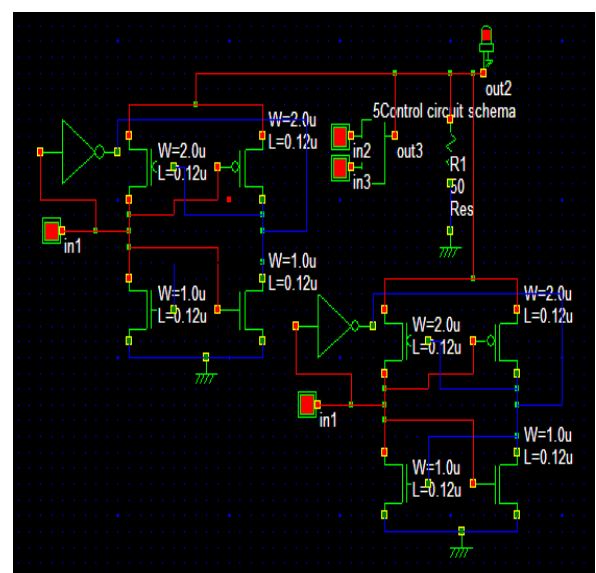 out2
5Control circuit schema
W=2.0u
L=0.12u
W=2.0u
L=0.12u
in2
out3
in3
R1
50
Res
in1
W=1.0u
L=0.12u
W=1.0u
L=0.12u
W=2.0u
L=0.12u
W=2.0u
L=0.12u
in1
W=1.0u
L=0.12u
W=1.0u
L=0.12u